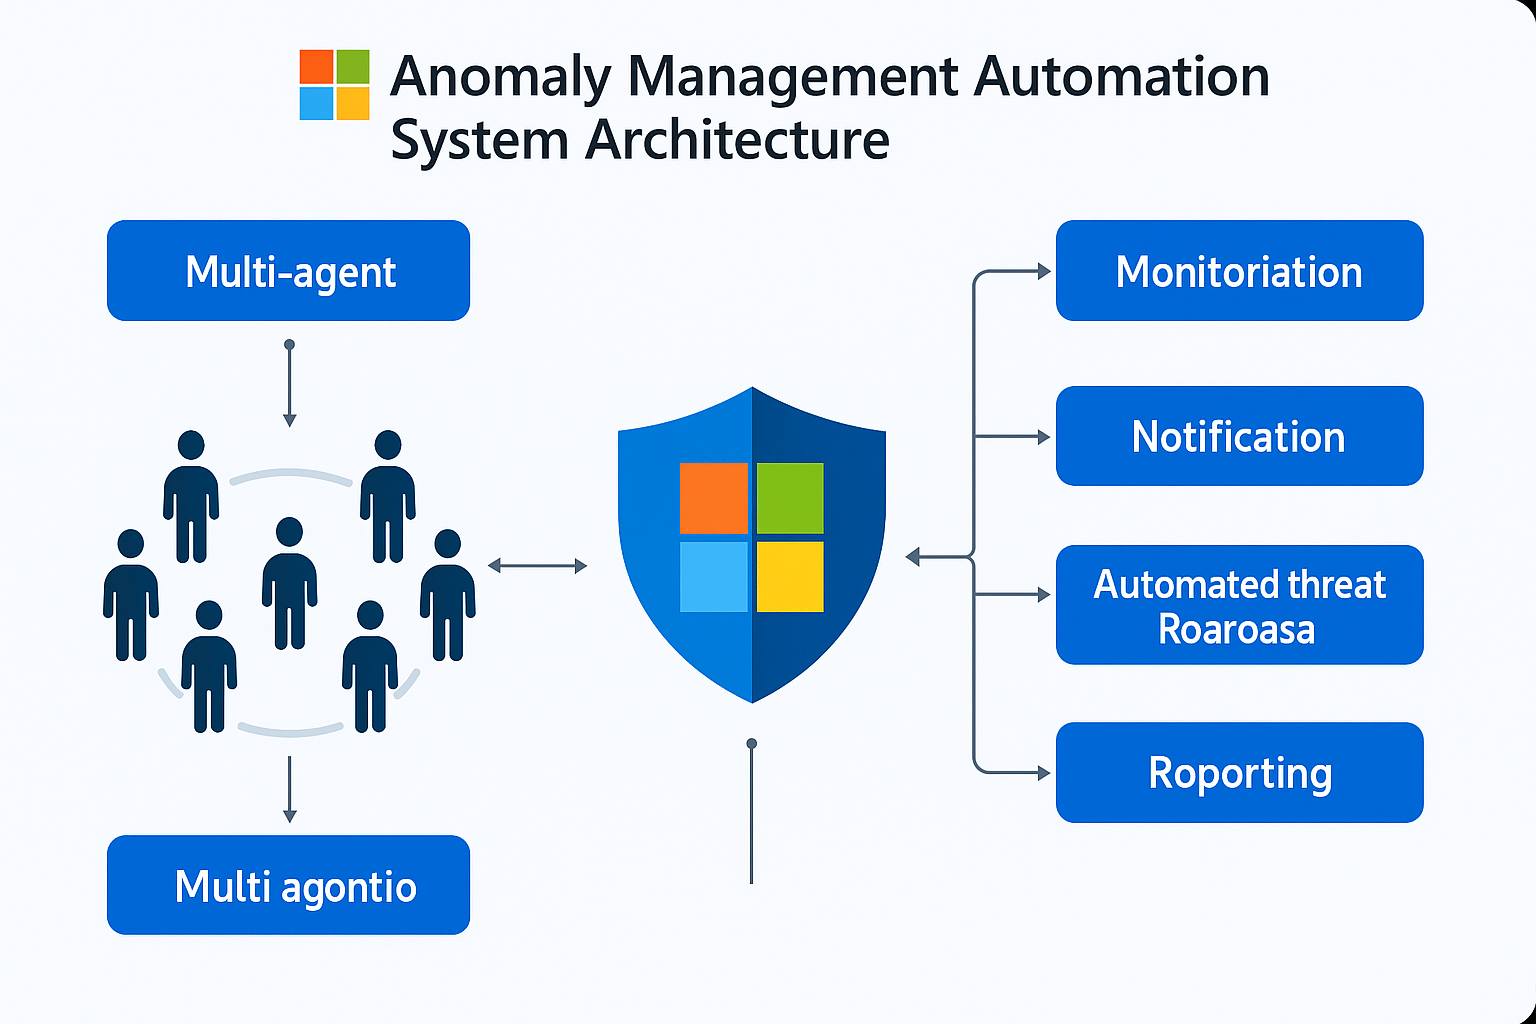 Anomaly Management Automation
System Architecture
Multi-agent
Multi agontio
Monitoriation
Notification
Automated threat
Roaroasa
Roporting